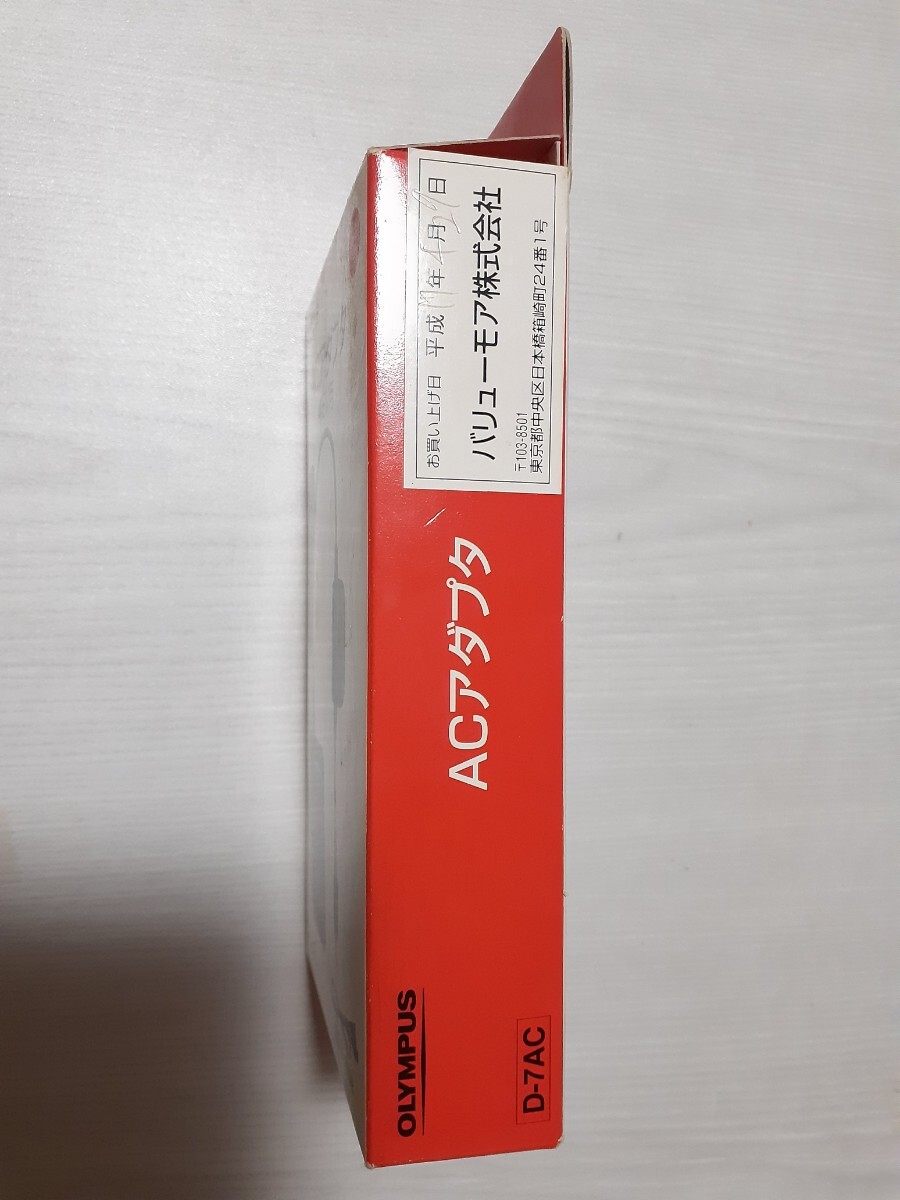 お買い上げ日 平成 年 月 日
バリューモア株式会社
〒103-8501
東京都中央区日本橋箱崎町24番1号
ACアダプタ
OLYMPUS
D-7AC